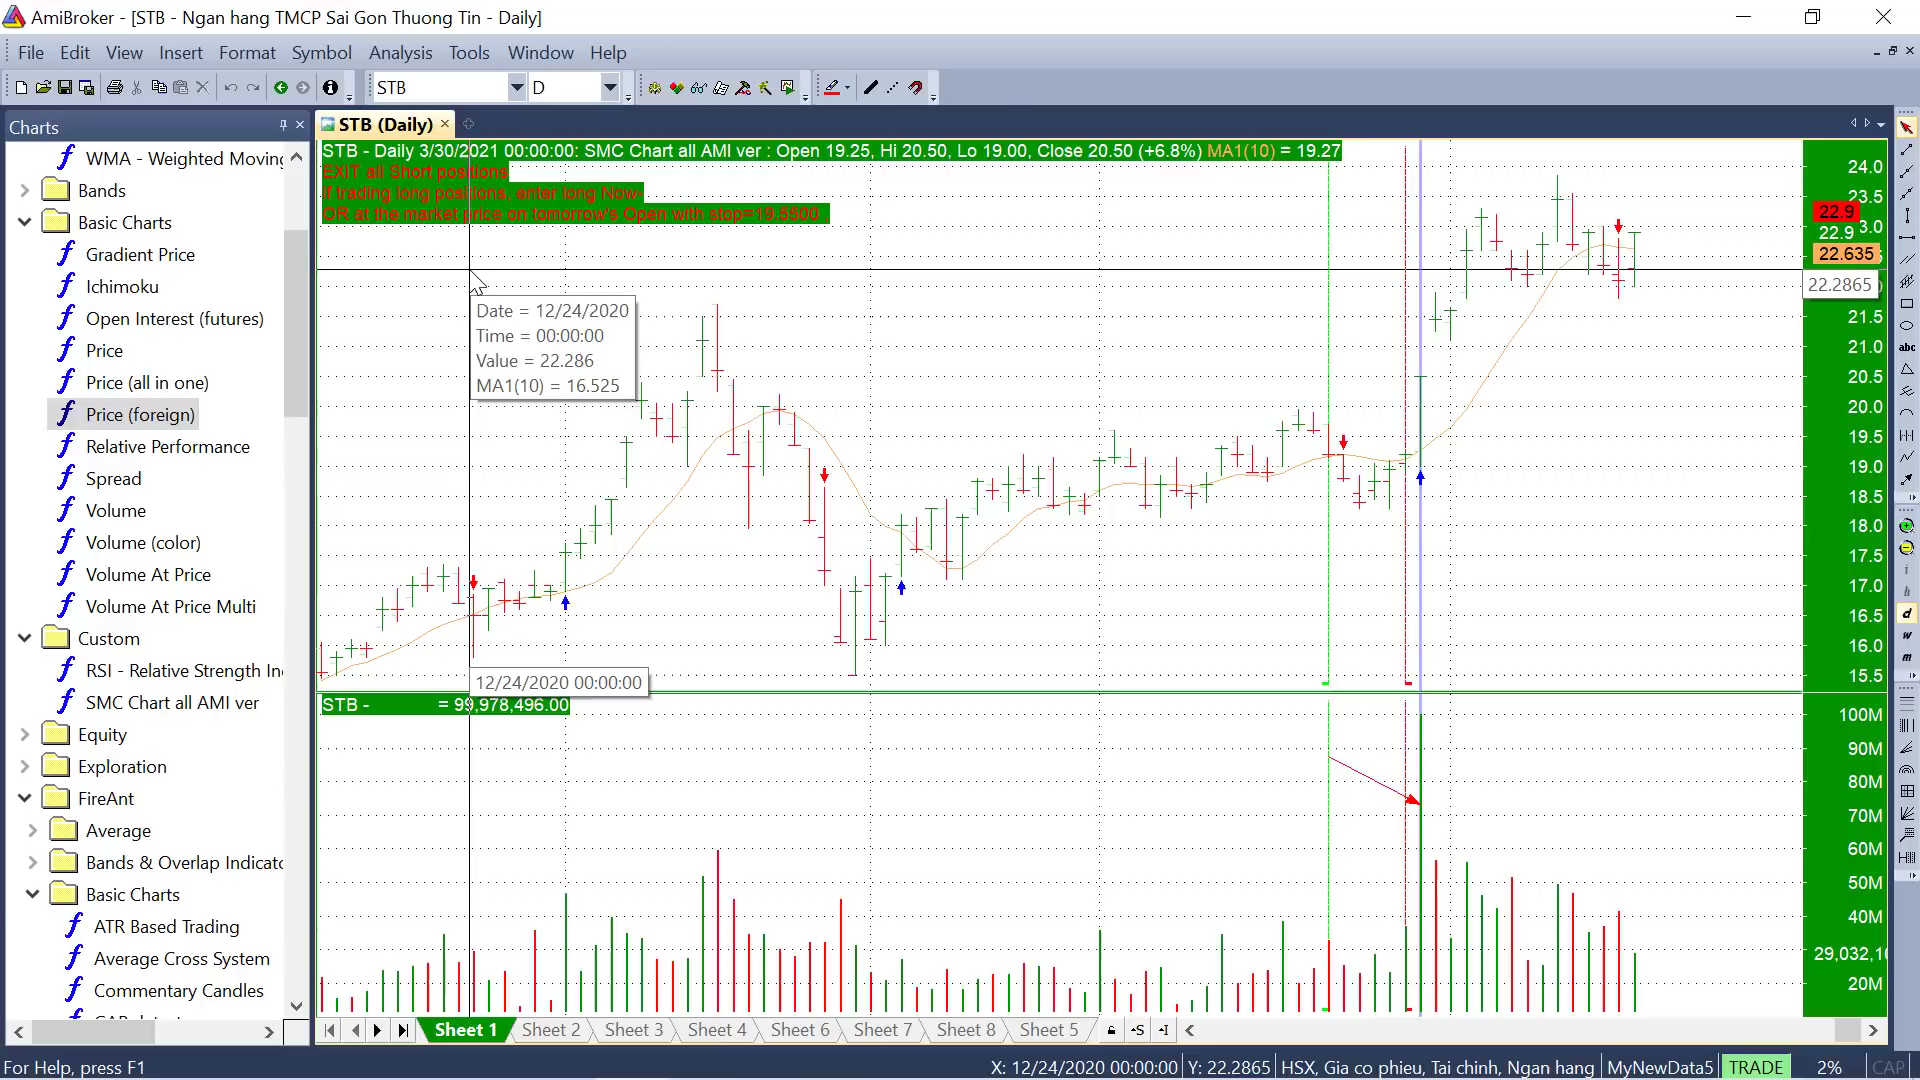 AmiBroker - [STB - Ngan hang TMCP Sai Gon Thuong Tin - Daily]
File Edit View Insert Format Symbol Analysis Tools Window Help
STB D
Charts
WMA - Weighted Moving
Bands
Basic Charts
Gradient Price
Ichimoku
Open Interest (futures)
Price
Price (all in one)
Price (foreign)
Relative Performance
Spread
Volume
Volume (color)
Volume At Price
Volume At Price Multi
Custom
RSI - Relative Strength In
SMC Chart all AMI ver
Equity
Exploration
FireAnt
Average
Bands & Overlap Indicato
Basic Charts
ATR Based Trading
Average Cross System
Commentary Candles
STB (Daily)
STB - Daily 3/30/2021 00:00:00: SMC Chart all AMI ver : Open 19.25, Hi 20.50, Lo 19.00, Close 20.50 (+6.8%) MA1(10) = 19.27
EXIT all Short positions
if trading long positions, enter long Now-
OR at the market price on tomorrow's Open with stop=19.5500 ,
Date = 12/24/2020
Time = 00:00:00
Value = 22.286
MA1(10) = 16.525
12/24/2020 00:00:00
24.0
23.5
22.9
22.9
3.0
22.635
22.2865
21.5
21.0
20.5
20.0
19.5
19.0
18.5
18.0
17.5
17.0
16.5
16.0
15.5
STB - = 99,978,496.00
100M
90M
80M
70M
60M
50M
40M
29,032,10
20M
abc
i
h
d
w
m
Sheet 1 Sheet 2 Sheet 3 Sheet 4 Sheet 6 Sheet 7 Sheet 8 Sheet 5
For Help, press F1
X: 12/24/2020 00:00:00 Y: 22.2865 HSX, Gia co phieu, Tai chinh, Ngan hang MyNewData5 TRADE 2% CAP